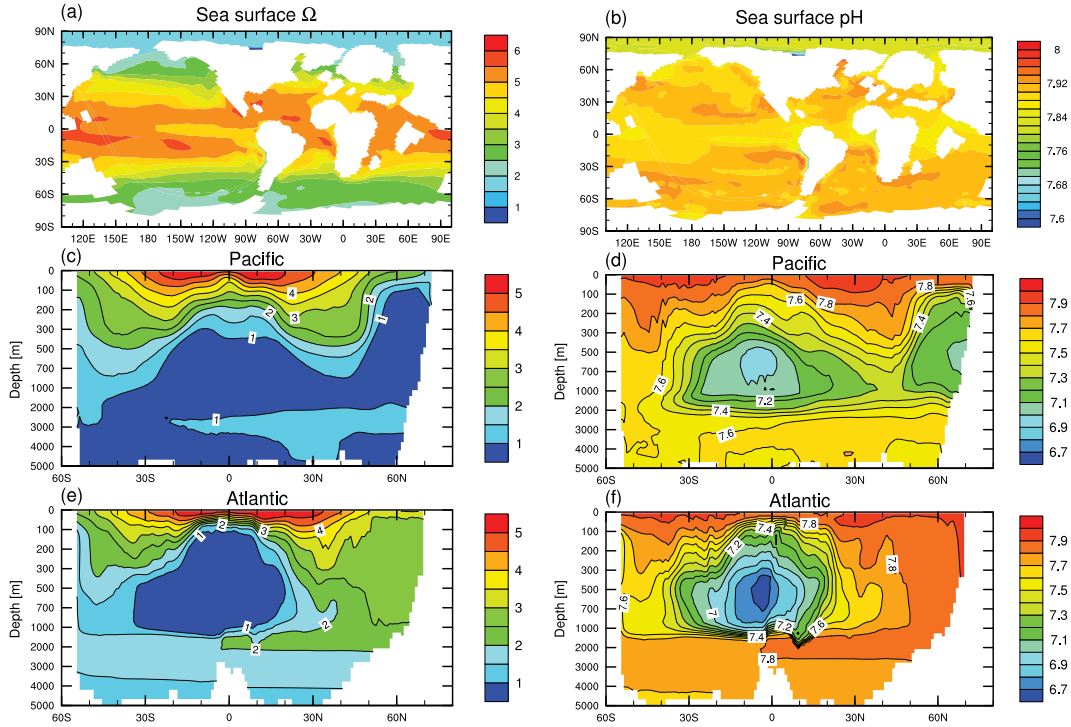 (a) Sea surface Ω
90N
60N
30N
0
30S
60S
90S
120E 150E 180 150W 120W 90W 60W 30W 0 30E 60E 90E
6
5
4
3
2
1
(b) Sea surface pH
90N
60N
30N
0
30S
60S
90S
120E 150E 180 150W 120W 90W 60W 30W 0 30E 60E 90E
8
7.92
7.84
7.76
7.68
7.6
(c) Pacific
Depth [m]
0
100
200
300
500
1000
2000
3000
5000
4 2 2 3 1 1 1
60S 30S 0 30N 60N
5
4
3
2
1
(d) Pacific
Depth [m]
0
100
200
300
500
1000
2000
3000
5000
7.6 7.8 7.8 7.6 7.4 7.4 7.6 7.2 7.4 7.6
60S 30S 0 30N 60N
7.9
7.7
7.5
7.3
7.1
6.9
6.7
(e) Atlantic
Depth [m]
0
100
200
300
500
700
1000
2000
4000
5000
1 2 3 4 2 1 2
60S 30S 0 30N 60N
5
4
3
2
1
(f) Atlantic
Depth [m]
0
100
200
300
500
700
1000
2000
4000
5000
7.4 7.8 7.2 7.8 7.6 7 7.2 7.6 7.4 7.8
60S 30S 0 30N 60N
7.9
7.7
7.5
7.3
7.1
6.9
6.7